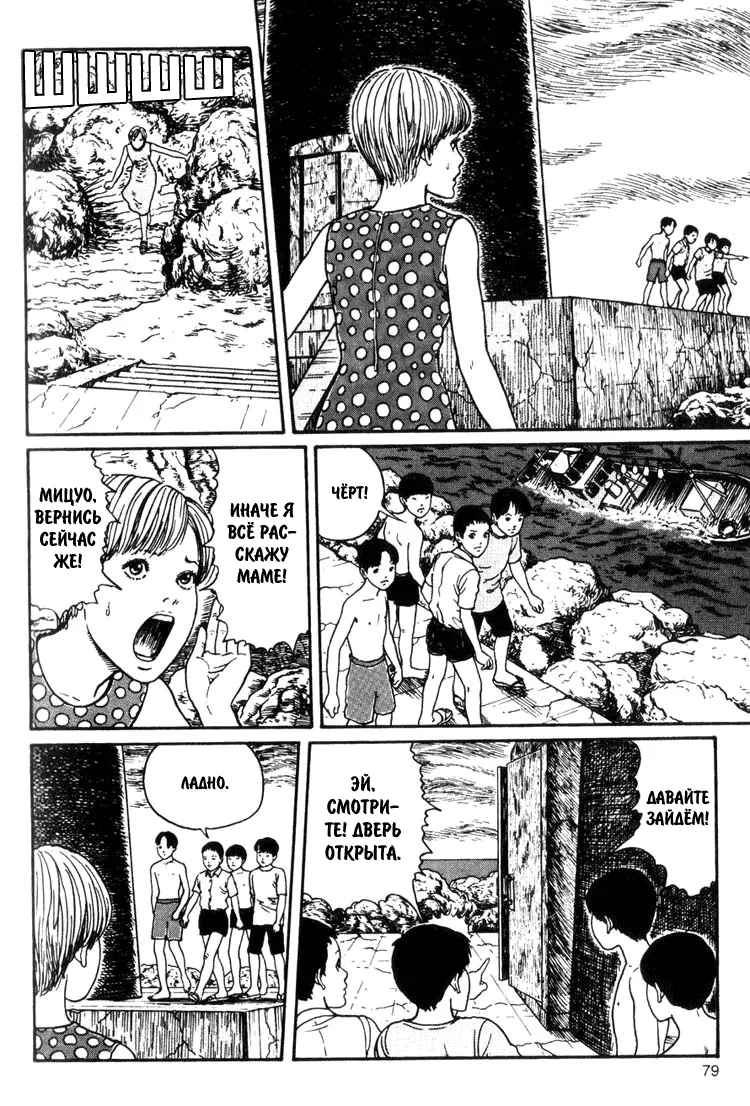 ШШШШ
МИЦУО,
ВЕРНИСЬ
СЕЙЧАС
ЖЕ!
ИНАЧЕ Я
ВСЁ РАС-
СКАЖУ
МАМЕ!
ЧЁРТ!
ЛАДНО.
ЭЙ,
СМОТРИ-
ТЕ! ДВЕРЬ
ОТКРЫТА.
ДАВАЙТЕ
ЗАЙДЁМ!
79